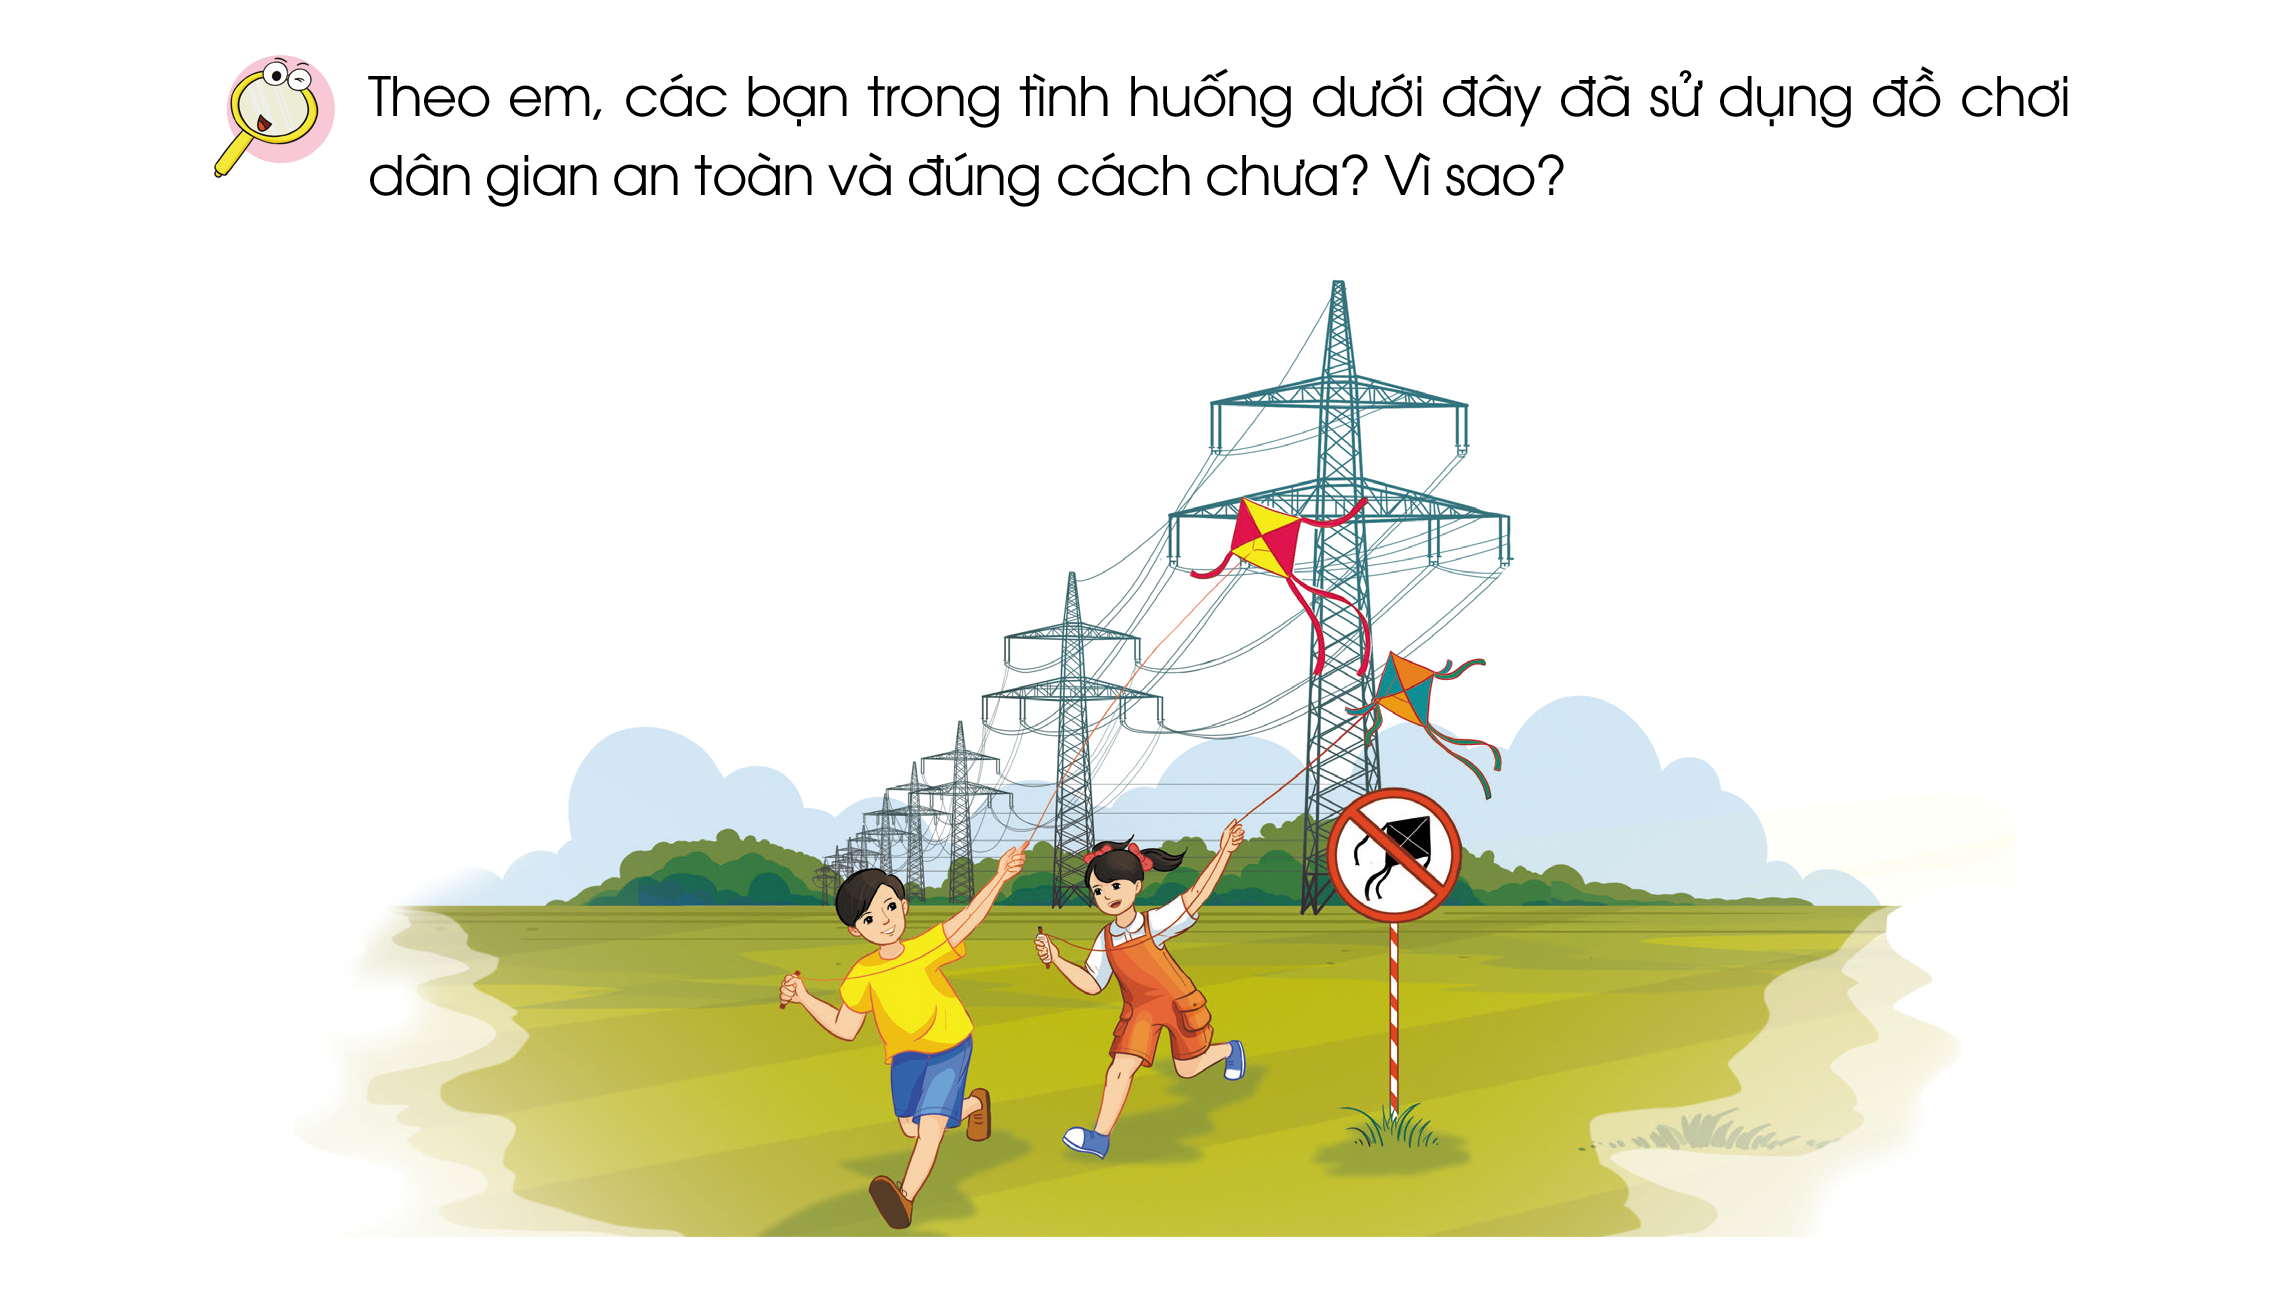 Theo em, các bạn trong tình huống dưới đây đã sử dụng đồ chơi
dân gian an toàn và đúng cách chưa? Vì sao?